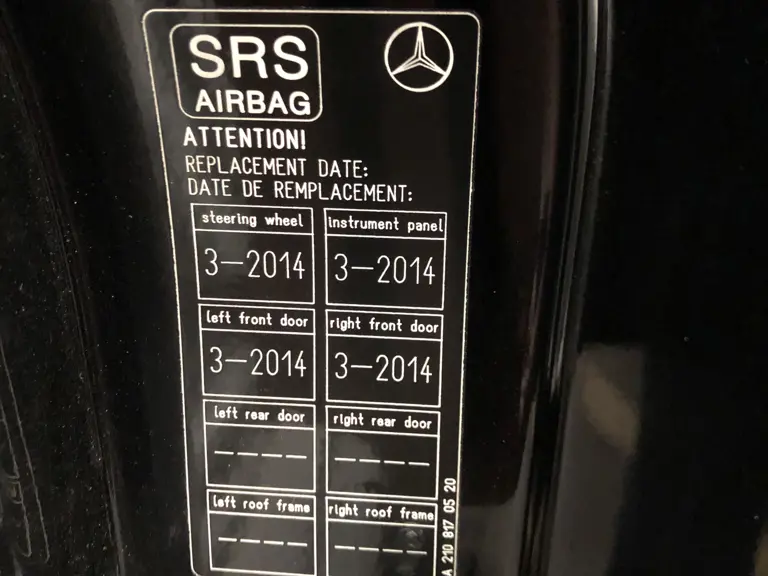 SRS
AIRBAG
ATTENTION!
REPLACEMENT DATE:
DATE DE REMPLACEMENT:
steering wheel
instrument panel
3-2014
3-2014
left front door
right front door
3-2014
3-2014
left rear door
right rear door
----
----
left roof frame
right roof frame
----
----
A 210 817 05 20